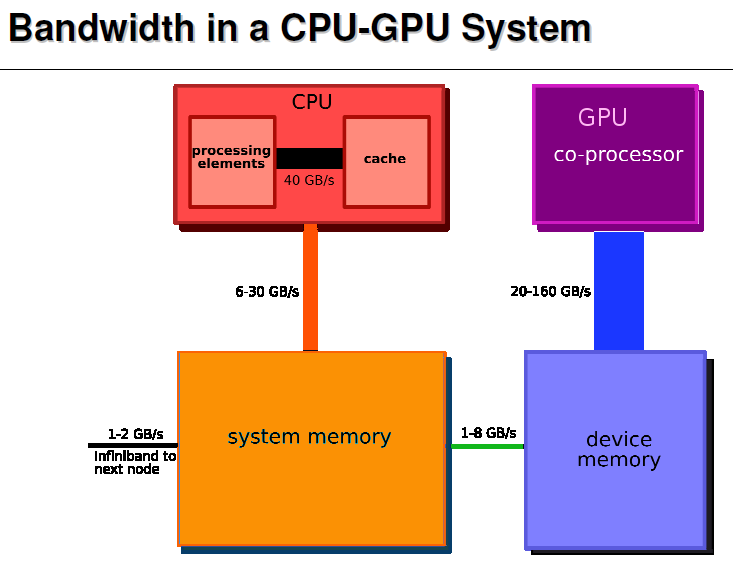 Bandwidth in a CPU-GPU System
CPU
processing
elements
cache
40 GB/s
GPU
co-processor
6-30 GB/s
20-160 GB/s
1-2 GB/s
Infiniband to
next node
system memory
1-8 GB/s
device
memory